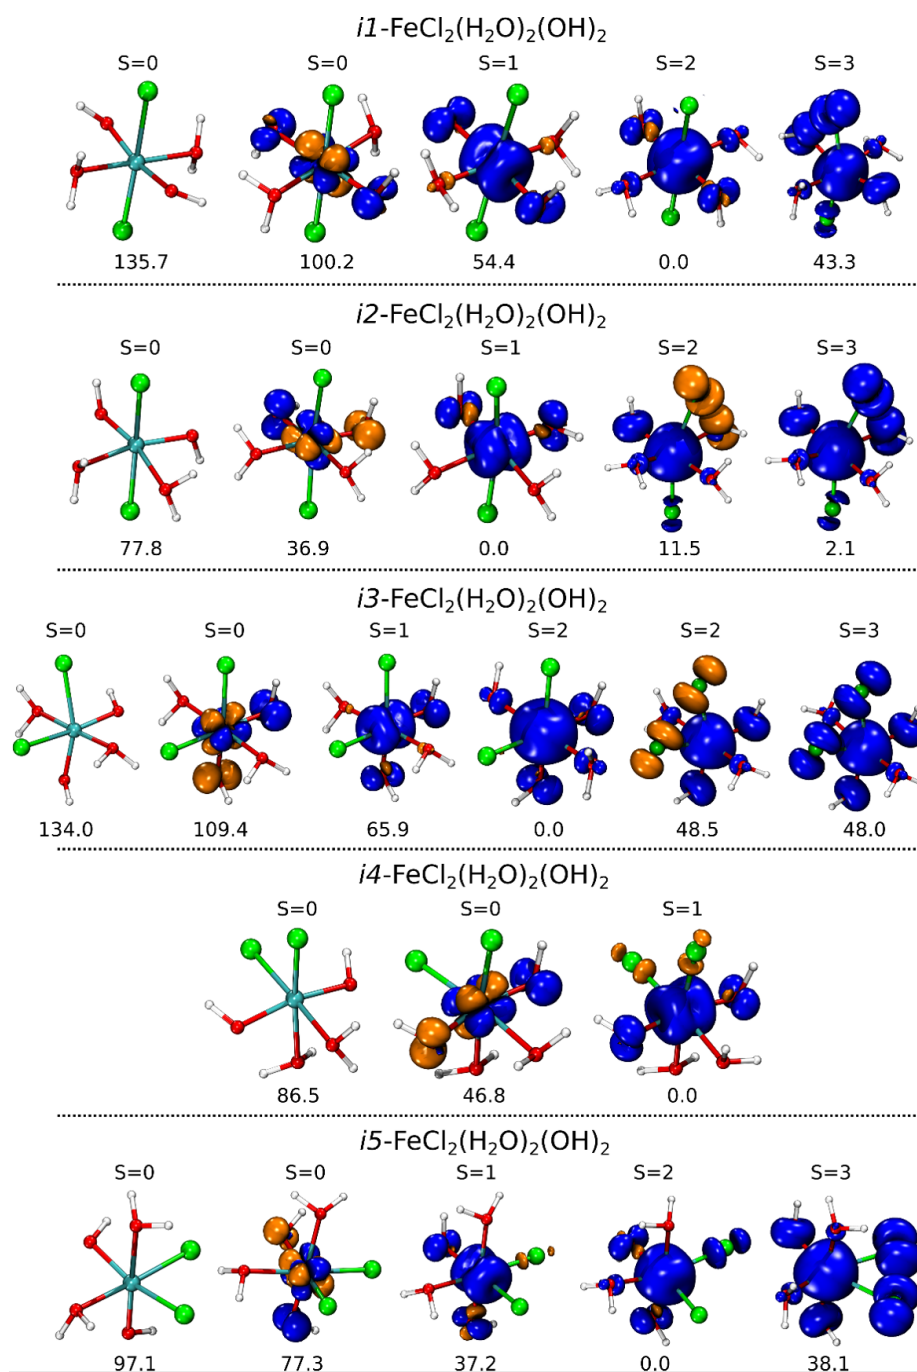 i1-FeCl₂(H₂O)₂(OH)₂
S=0 S=0 S=1 S=2 S=3
135.7 100.2 54.4 0.0 43.3
i2-FeCl₂(H₂O)₂(OH)₂
S=0 S=0 S=1 S=2 S=3
77.8 36.9 0.0 11.5 2.1
i3-FeCl₂(H₂O)₂(OH)₂
S=0 S=0 S=1 S=2 S=2 S=3
134.0 109.4 65.9 0.0 48.5 48.0
i4-FeCl₂(H₂O)₂(OH)₂
S=0 S=0 S=1
86.5 46.8 0.0
i5-FeCl₂(H₂O)₂(OH)₂
S=0 S=0 S=1 S=2 S=3
97.1 77.3 37.2 0.0 38.1